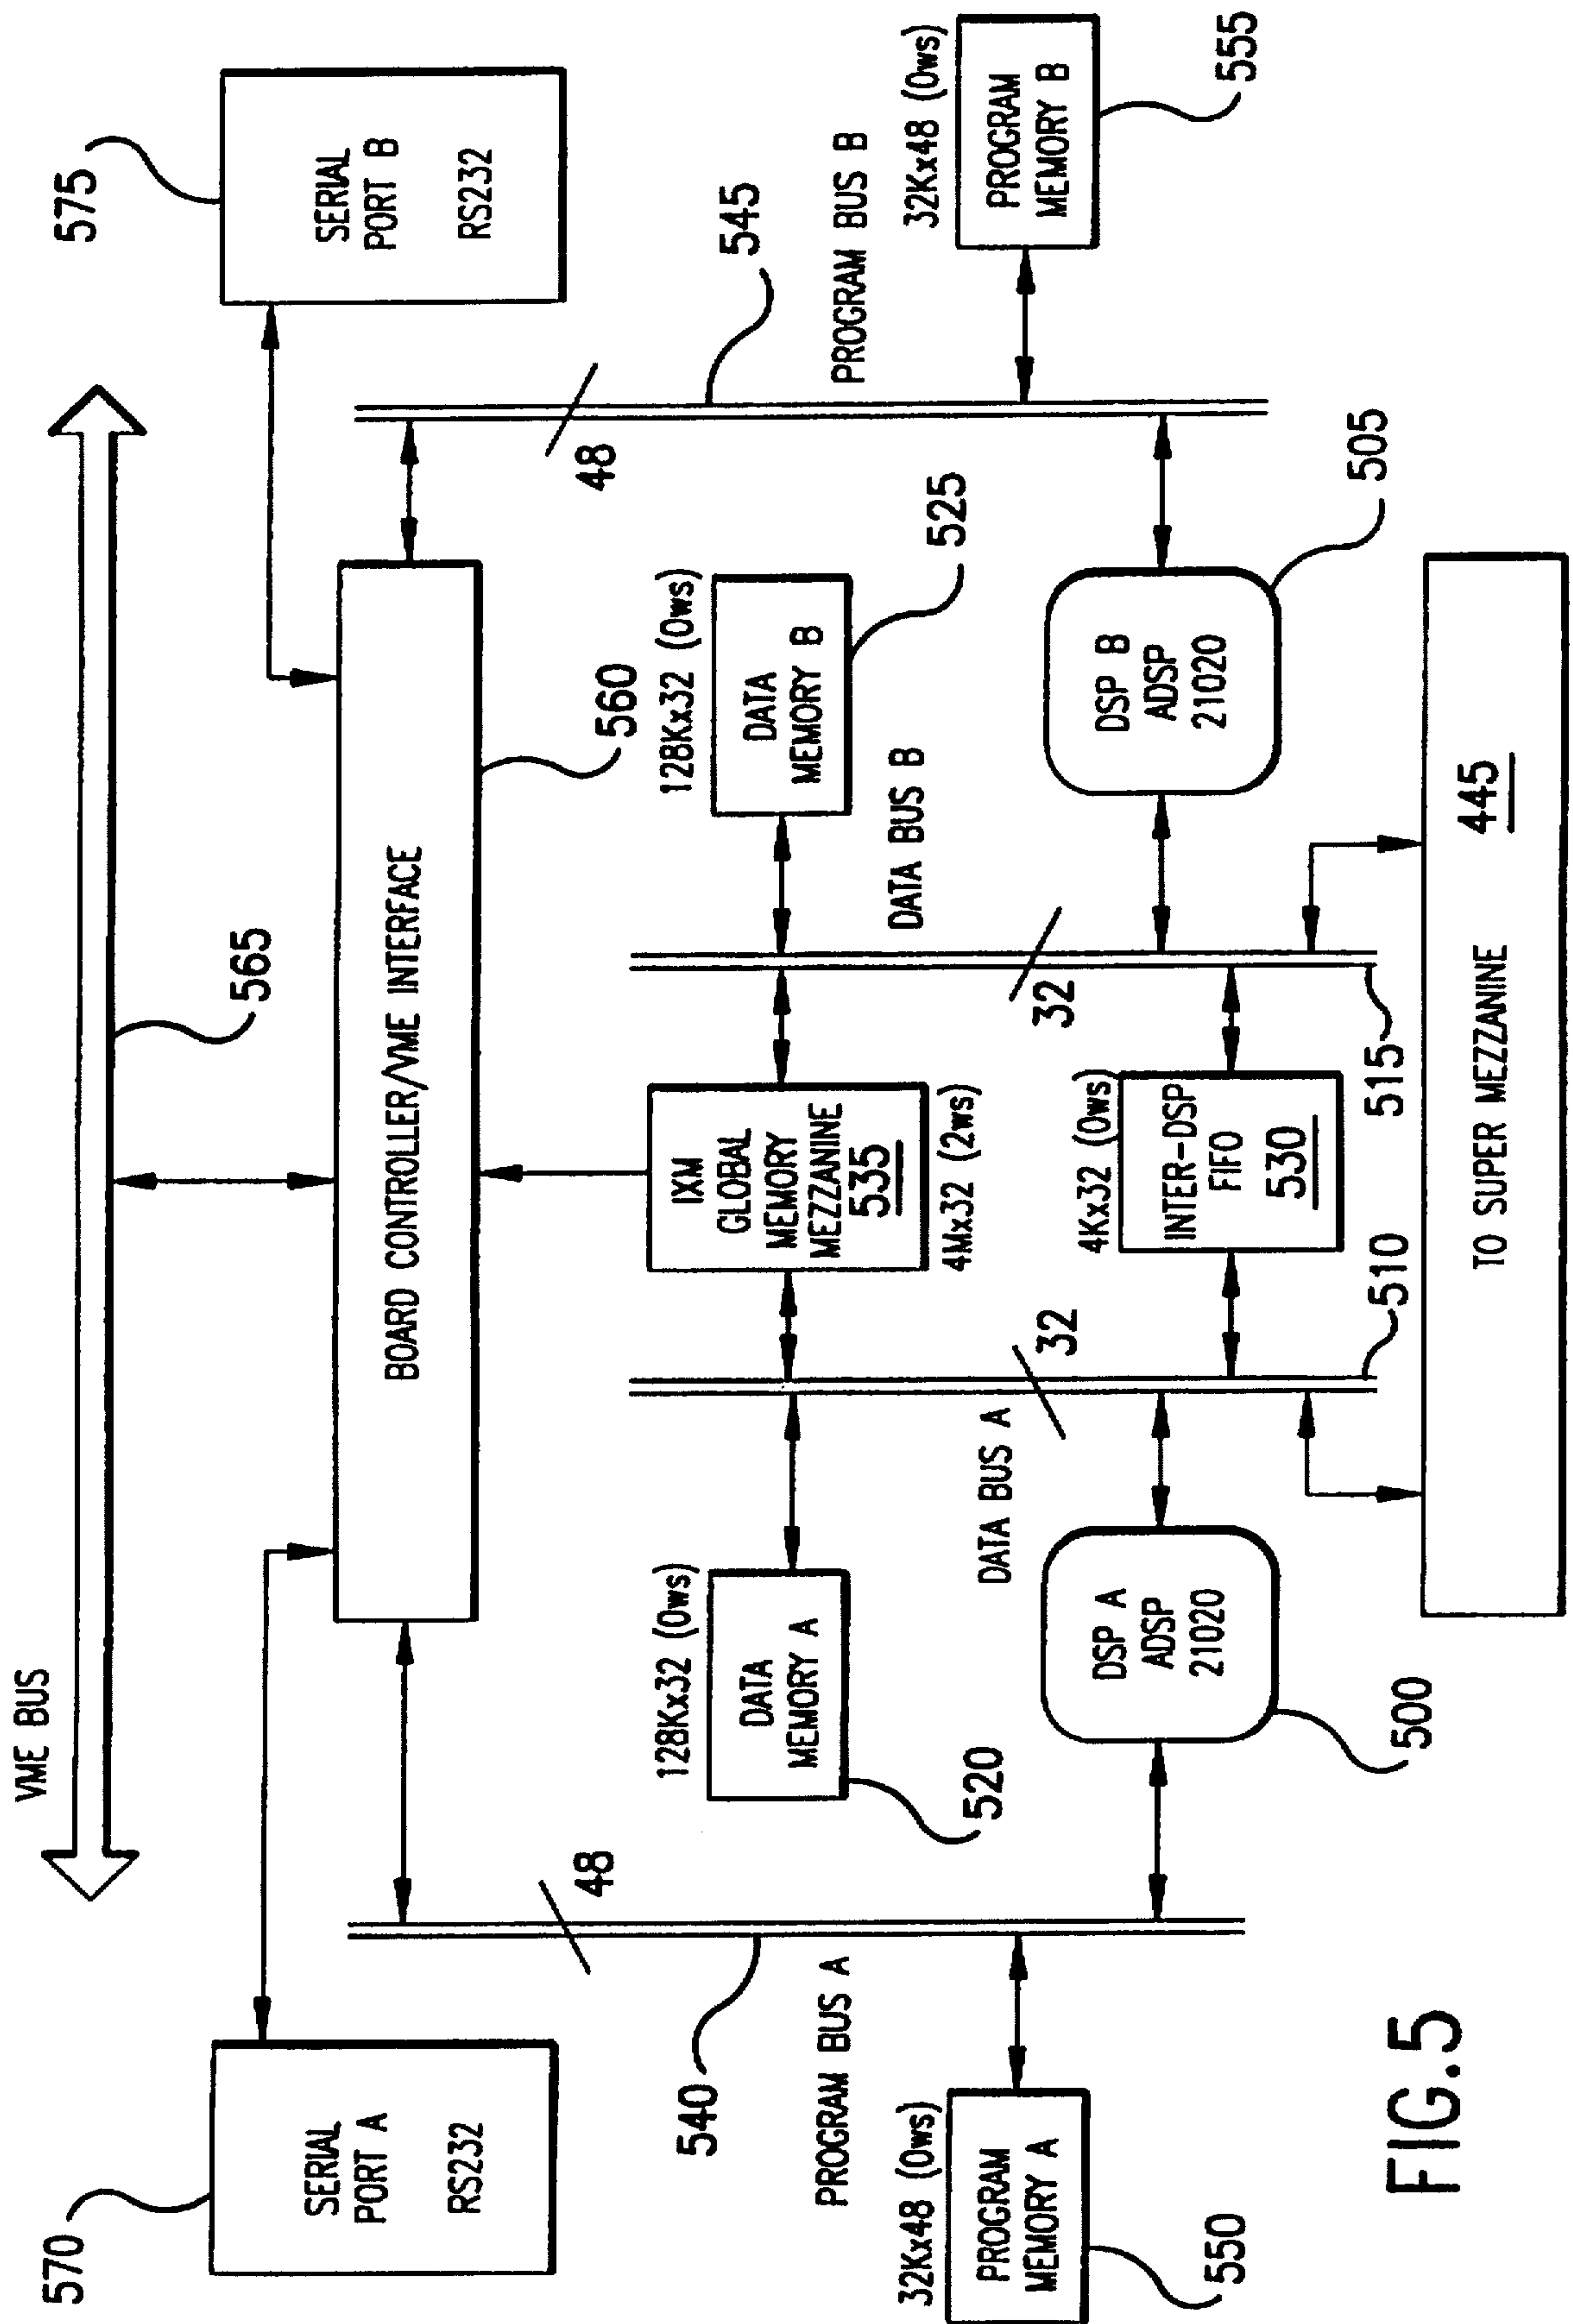 VME BUS
565
570
SERIAL
PORT A
RS232
575
SERIAL
PORT B
RS232
BOARD CONTROLLER/VME INTERFACE
560
48
48
540
PROGRAM BUS A
545
PROGRAM BUS B
128Kx32 (0ws)
DATA
MEMORY A
520
IXM
GLOBAL
MEMORY
MEZZANINE
535
4Mx32 (2ws)
128Kx32 (0ws)
DATA
MEMORY B
525
DATA BUS A
32
DATA BUS B
32
32Kx48 (0ws)
PROGRAM
MEMORY A
550
DSP A
ADSP
21020
500
4Kx32 (0ws)
INTER-DSP
FIFO
530
DSP B
ADSP
21020
505
32Kx48 (0ws)
PROGRAM
MEMORY B
555
510
515
TO SUPER MEZZANINE
445
FIG.5